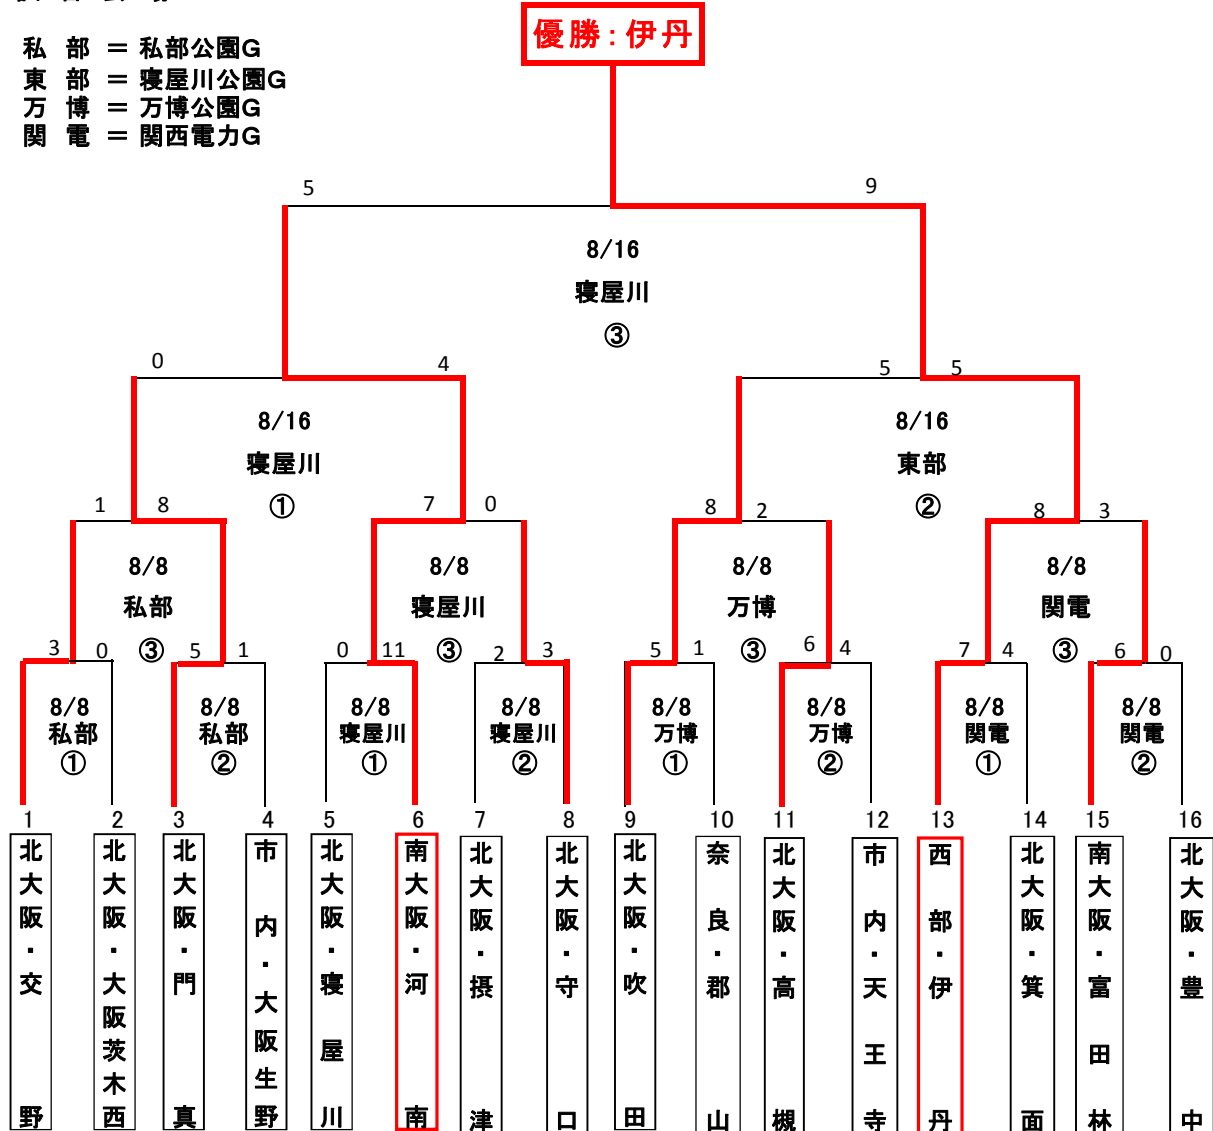 優勝:伊丹
私 部 = 私部公園G
東 部 = 寝屋川公園G
万 博 = 万博公園G
関 電 = 関西電力G
5 9
8/16
寝屋川
③
0 4 5 5
8/16 8/16
寝屋川 東部
① ②
1 8 7 0 8 2 8 3
8/8 8/8 8/8 8/8
私部 寝屋川 万博 関電
③ ③ ③ ③
3 0 5 1 0 11 2 3 5 1 6 4 7 4 6 0
8/8 8/8 8/8 8/8 8/8 8/8 8/8 8/8
私部 私部 寝屋川 寝屋川 万博 万博 関電 関電
① ② ① ② ① ② ① ②
1 2 3 4 5 6 7 8 9 10 11 12 13 14 15 16
北大阪・交野
北大阪・大阪茨木西
北大阪・門真
市内・大阪生野
北大阪・寝屋川
南大阪・河南
北大阪・摂津
北大阪・守口
北大阪・吹田
奈良・郡山
北大阪・高槻
市内・天王寺
西部・伊丹
北大阪・箕面
南大阪・富田林
北大阪・豊中